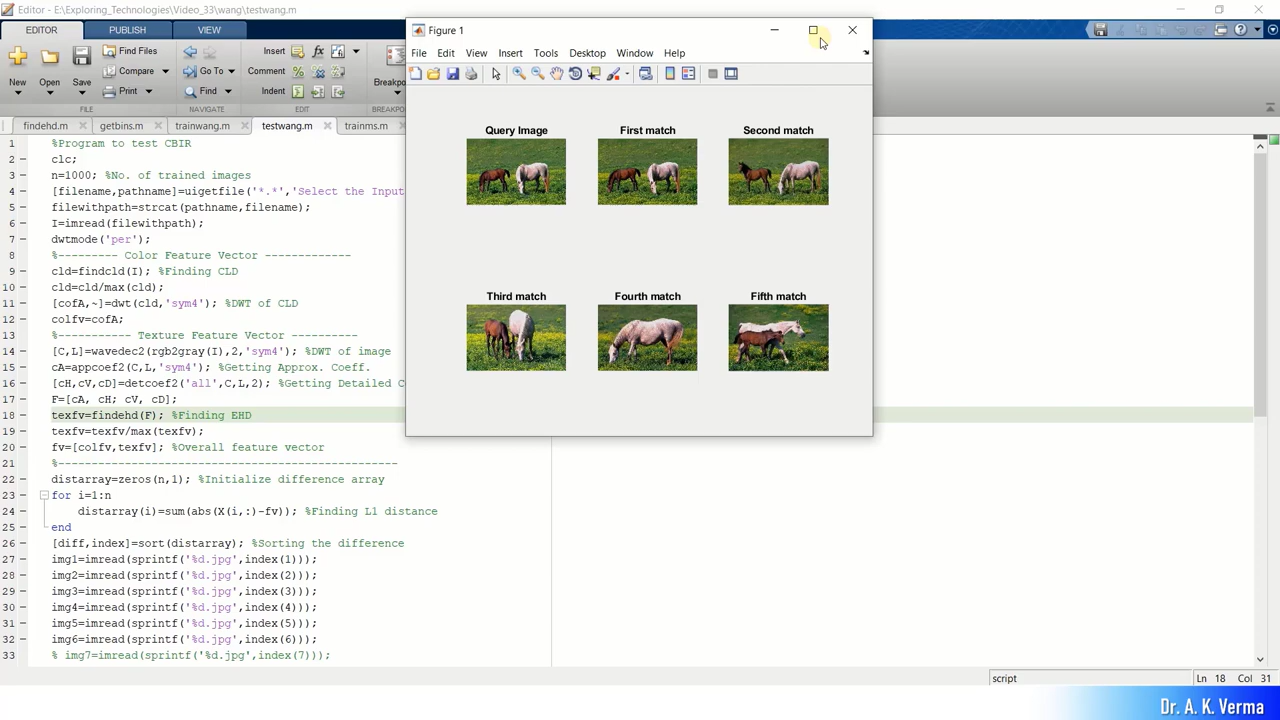 Editor - E:\Exploring_Technologies\Video_33\wang\testwang.m
EDITOR PUBLISH VIEW
New Open Save Find Files Compare Print
Insert fx Comment Indent
Go To Find
Breakpoints
FILE NAVIGATE EDIT BREAKPO
findehd.m × getbins.m × trainwang.m × testwang.m × trainms.m ×
1 %Program to test CBIR
2 clc;
3 n=1000; %No. of trained images
4 [filename,pathname]=uigetfile('*.*','Select the Input
5 filewithpath=strcat(pathname,filename);
6 I=imread(filewithpath);
7 dwtmode('per');
8 %--------- Color Feature Vector -------------
9 cld=findcld(I); %Finding CLD
10 cld=cld/max(cld);
11 [cofA,~]=dwt(cld,'sym4'); %DWT of CLD
12 colfv=cofA;
13 %---------- Texture Feature Vector ----------
14 [C,L]=wavedec2(rgb2gray(I),2,'sym4'); %DWT of image
15 cA=appcoef2(C,L,'sym4'); %Getting Approx. Coeff.
16 [cH,cV,cD]=detcoef2('all',C,L,2); %Getting Detailed C
17 F=[cA, cH; cV, cD];
18 texfv=findehd(F); %Finding EHD
19 texfv=texfv/max(texfv);
20 fv=[colfv,texfv]; %Overall feature vector
21 %------------------------------------------------
22 distarray=zeros(n,1); %Initialize difference array
23 for i=1:n
24 distarray(i)=sum(abs(X(i,:)-fv)); %Finding L1 distance
25 end
26 [diff,index]=sort(distarray); %Sorting the difference
27 img1=imread(sprintf('%d.jpg',index(1)));
28 img2=imread(sprintf('%d.jpg',index(2)));
29 img3=imread(sprintf('%d.jpg',index(3)));
30 img4=imread(sprintf('%d.jpg',index(4)));
31 img5=imread(sprintf('%d.jpg',index(5)));
32 img6=imread(sprintf('%d.jpg',index(6)));
33 % img7=imread(sprintf('%d.jpg',index(7)));
Figure 1
File Edit View Insert Tools Desktop Window Help
Query Image First match Second match
Third match Fourth match Fifth match
script Ln 18 Col 31
Dr. A. K. Verma